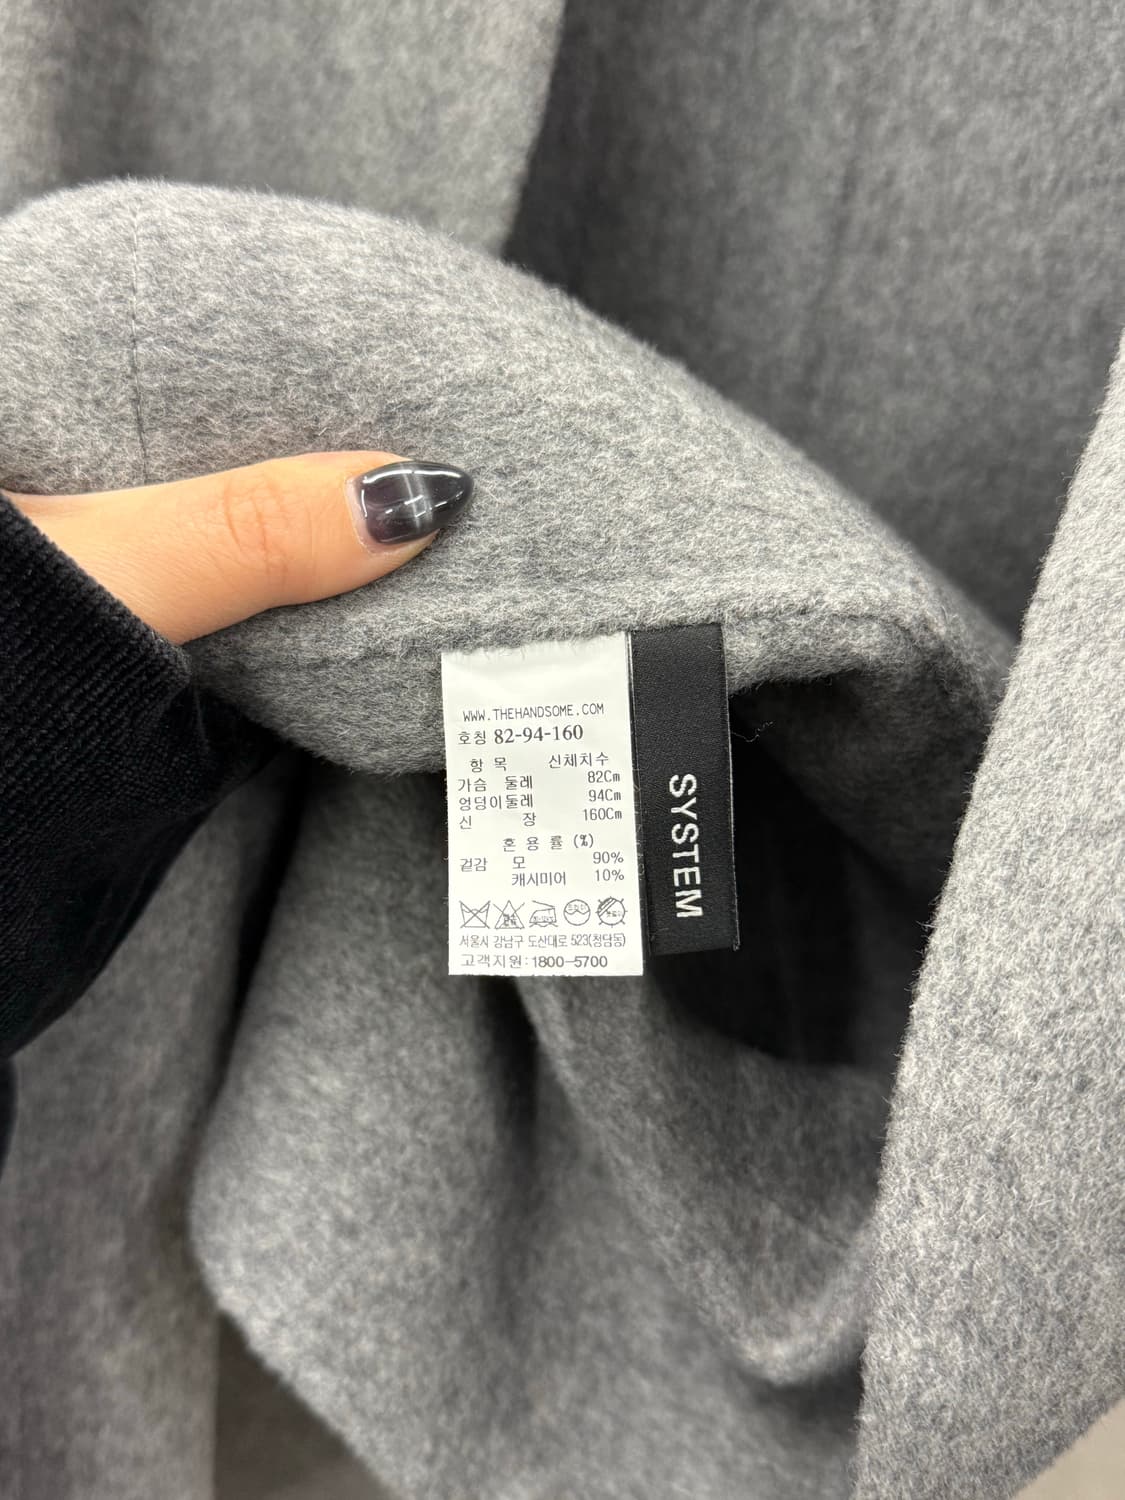 WWW.THEHANDSOME.COM
호칭 82-94-160
항 목 신체치수
가슴 둘레 82Cm
엉덩이둘레 94Cm
신 장 160Cm
혼 용 률 (%)
겉감 모 90%
캐시미어 10%
서울시 강남구 도산대로 523(청담동)
고객지원:1800-5700
SYSTEM